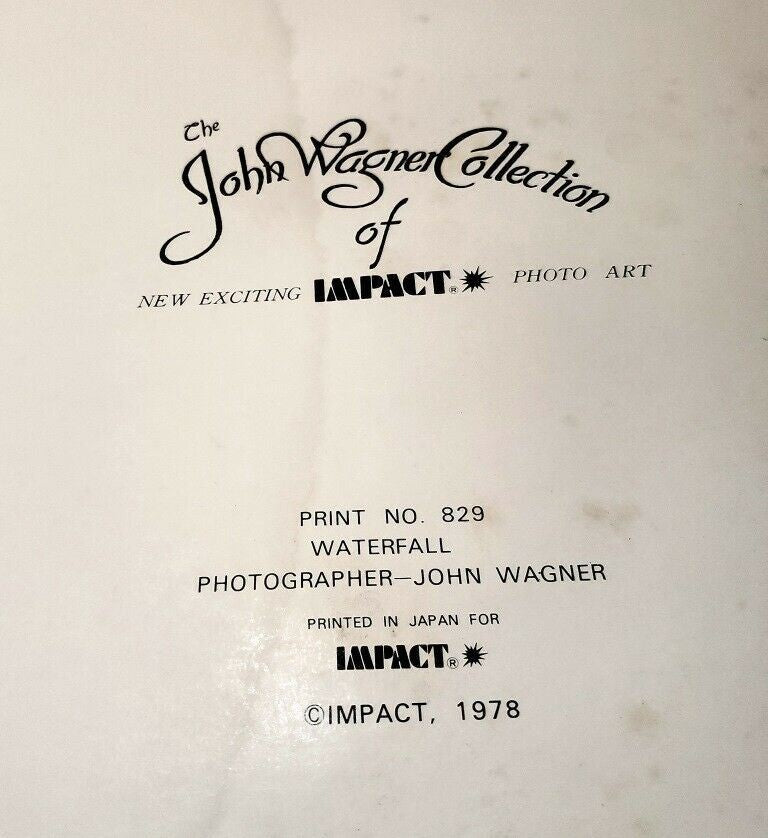 The
John Wagner Collection
of
NEW EXCITING IMPACT® PHOTO ART
PRINT NO. 829
WATERFALL
PHOTOGRAPHER—JOHN WAGNER
PRINTED IN JAPAN FOR
IMPACT®
©IMPACT, 1978